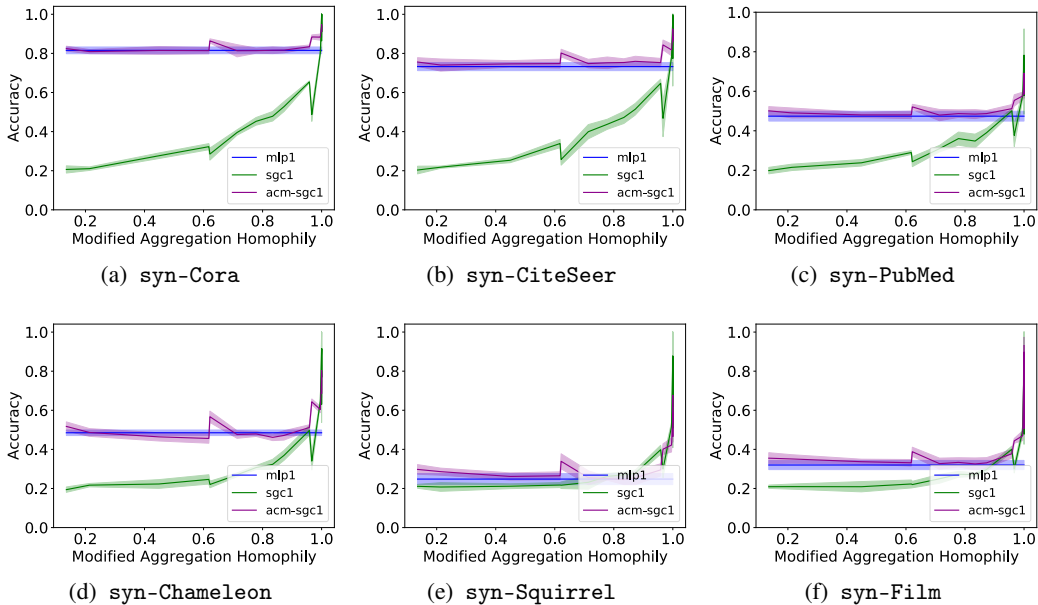 1.0
0.8
0.6
0.4
0.2
0.0
Accuracy
0.2 0.4 0.6 0.8 1.0
Modified Aggregation Homophily
mlp1
sgc1
acm-sgc1
(a) syn-Cora
1.0
0.8
0.6
0.4
0.2
0.0
Accuracy
0.2 0.4 0.6 0.8 1.0
Modified Aggregation Homophily
mlp1
sgc1
acm-sgc1
(b) syn-CiteSeer
1.0
0.8
0.6
0.4
0.2
0.0
Accuracy
0.2 0.4 0.6 0.8 1.0
Modified Aggregation Homophily
mlp1
sgc1
acm-sgc1
(c) syn-PubMed
1.0
0.8
0.6
0.4
0.2
0.0
Accuracy
0.2 0.4 0.6 0.8 1.0
Modified Aggregation Homophily
mlp1
sgc1
acm-sgc1
(d) syn-Chameleon
1.0
0.8
0.6
0.4
0.2
0.0
Accuracy
0.2 0.4 0.6 0.8 1.0
Modified Aggregation Homophily
mlp1
sgc1
acm-sgc1
(e) syn-Squirrel
1.0
0.8
0.6
0.4
0.2
0.0
Accuracy
0.2 0.4 0.6 0.8 1.0
Modified Aggregation Homophily
mlp1
sgc1
acm-sgc1
(f) syn-Film